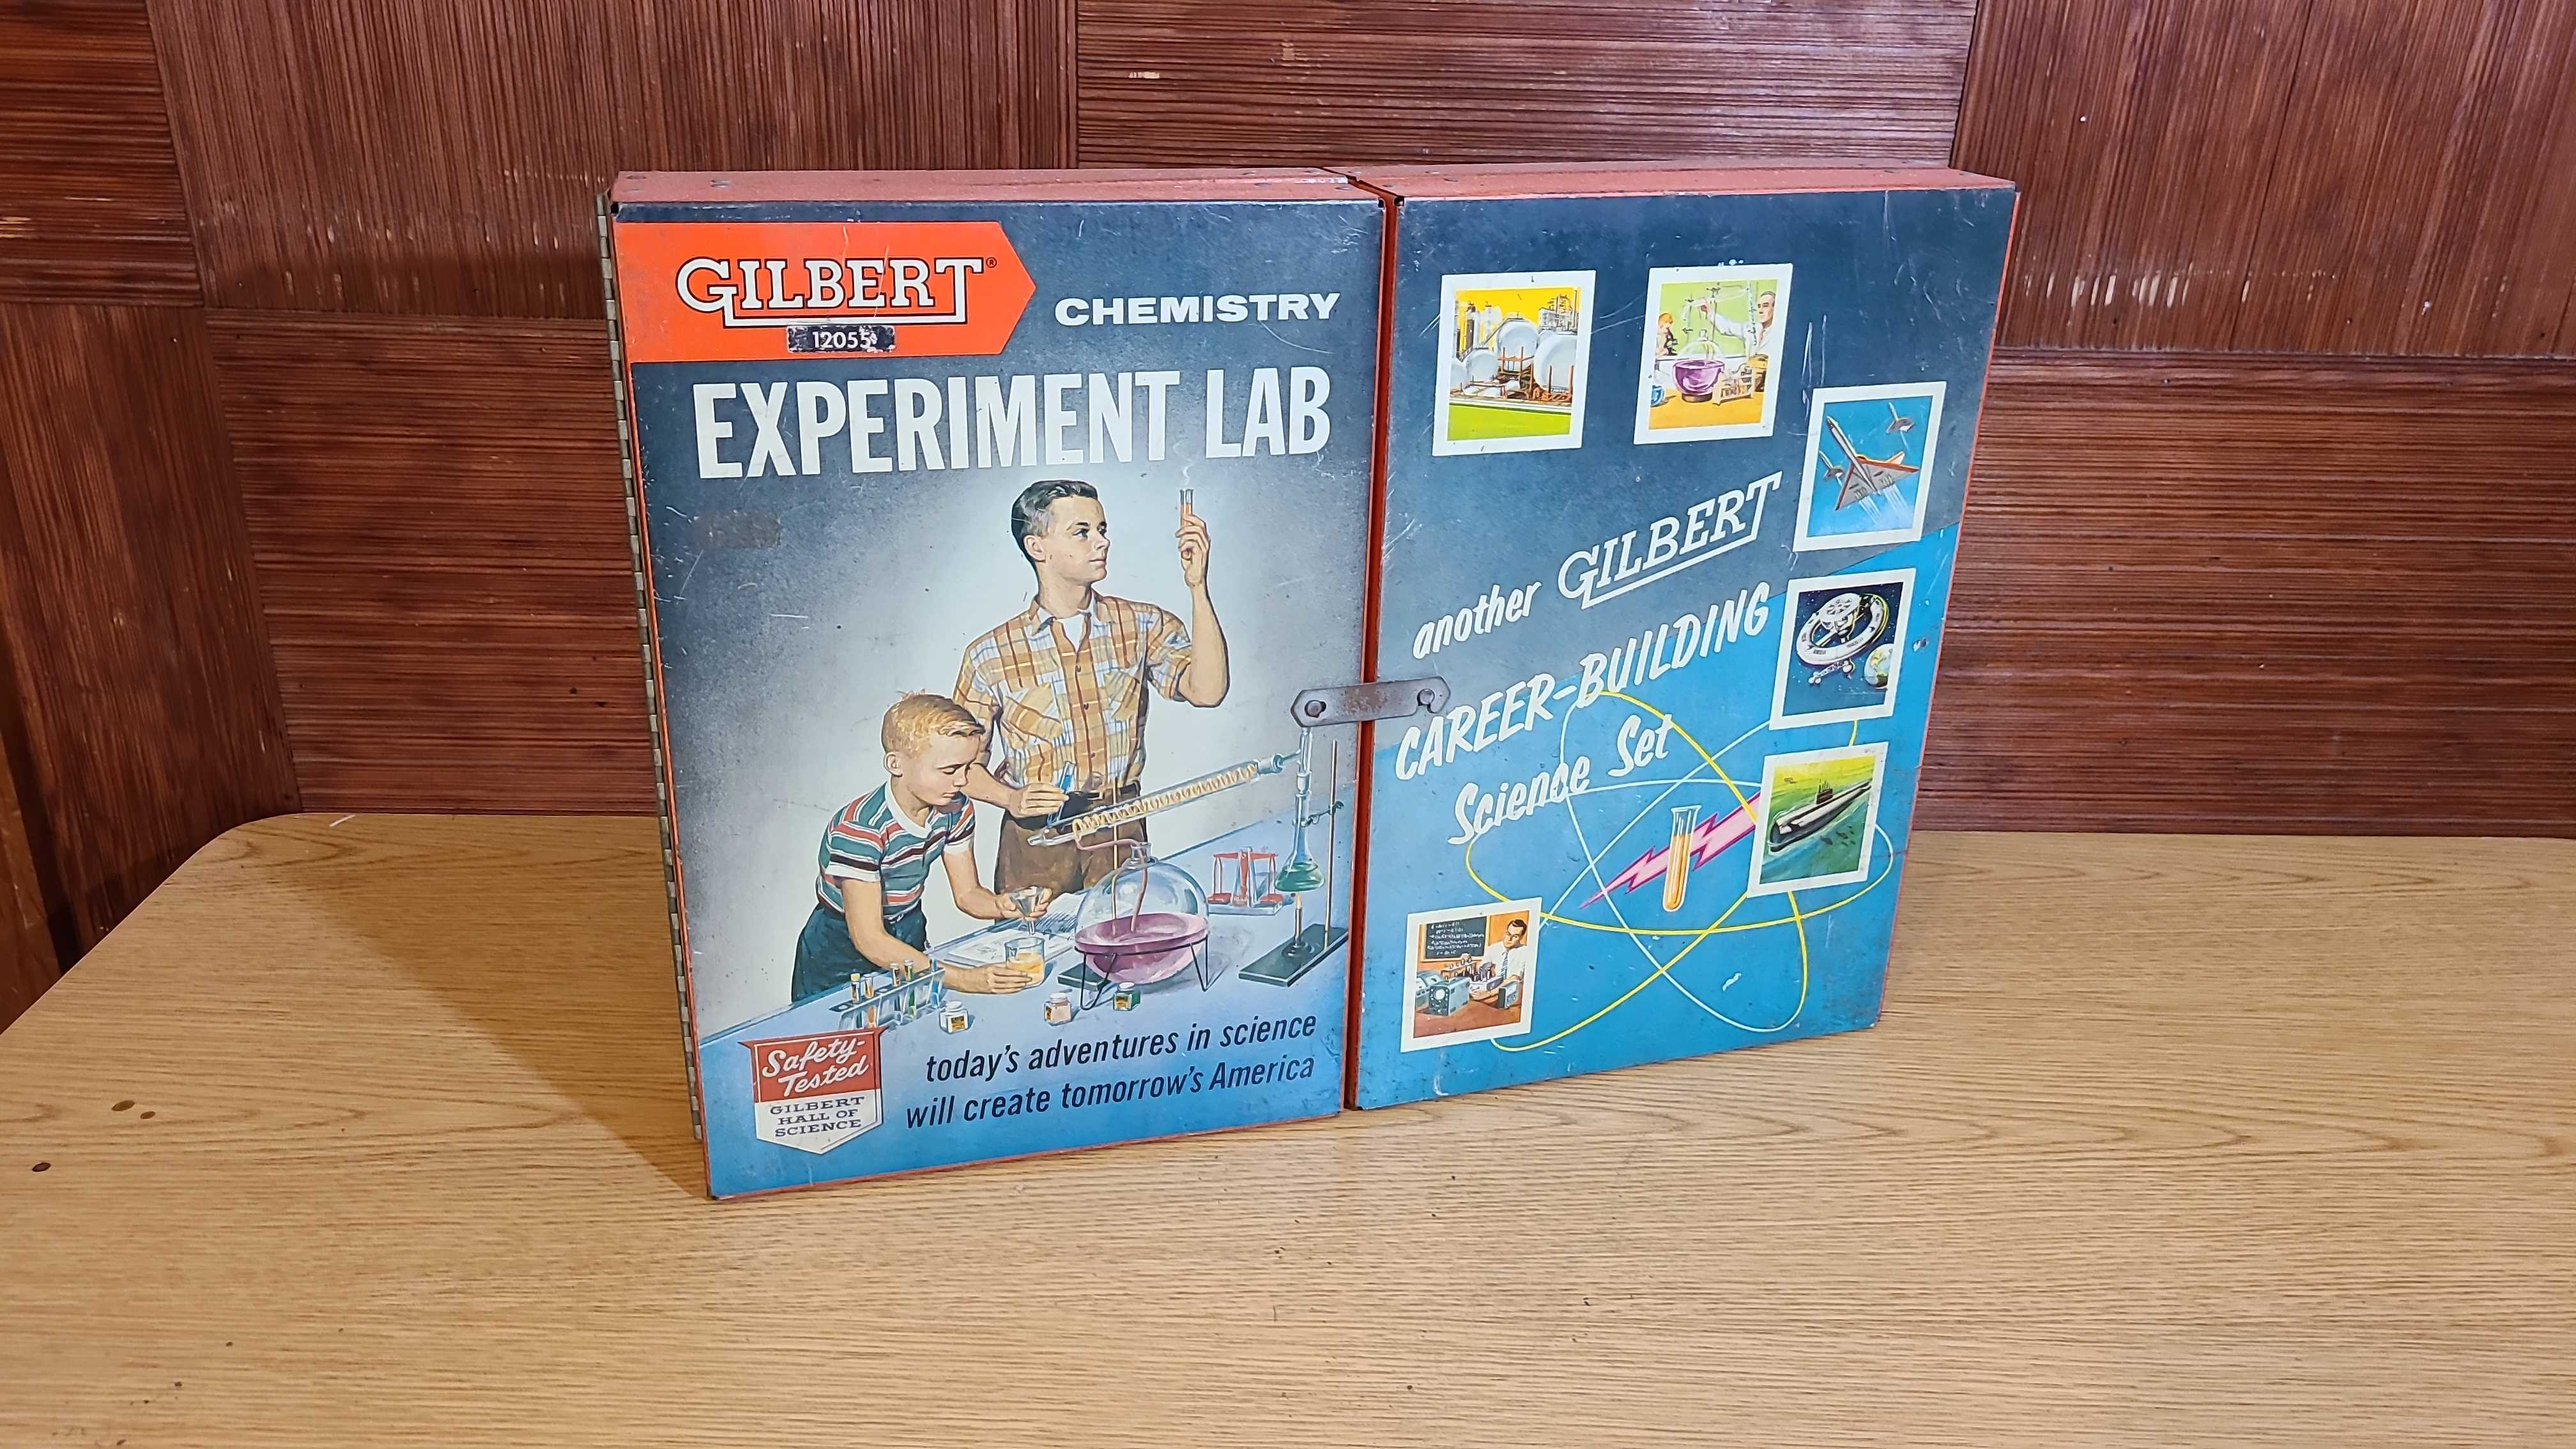 GILBERT®
12055
CHEMISTRY
EXPERIMENT LAB
Safety-
Tested
GILBERT
HALL OF
SCIENCE
today's adventures in science
will create tomorrow's America
another GILBERT
CAREER-BUILDING
Science Set